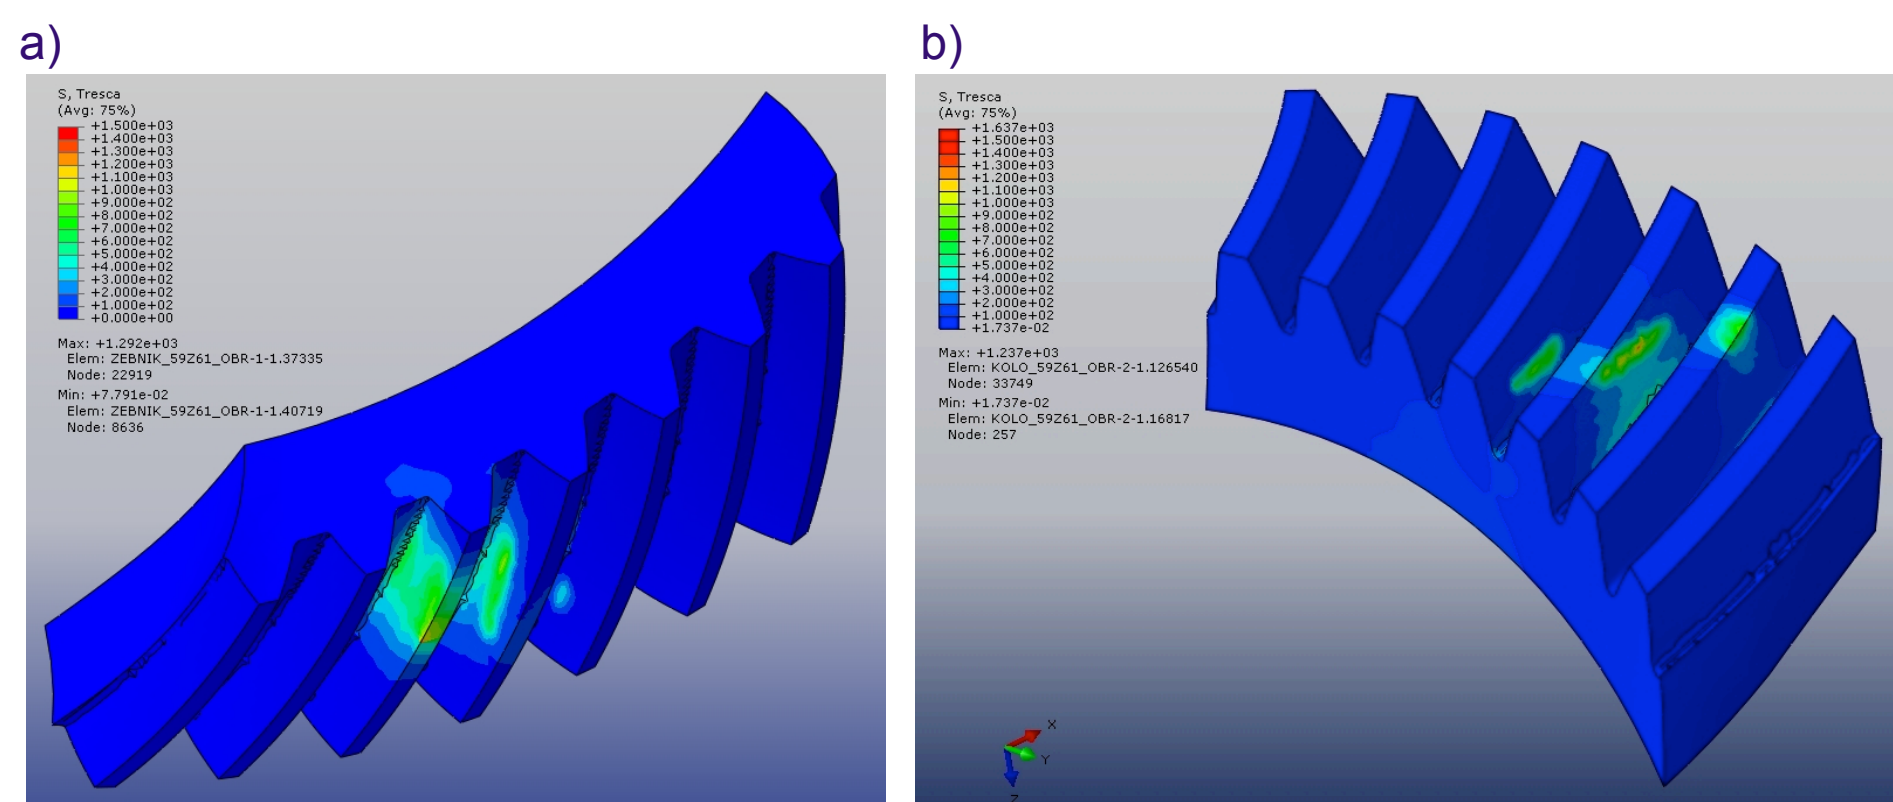 a)
S, Tresca
(Avg: 75%)
+1.500e+03
+1.400e+03
+1.300e+03
+1.200e+03
+1.100e+03
+1.000e+03
+9.000e+02
+8.000e+02
+7.000e+02
+6.000e+02
+5.000e+02
+4.000e+02
+3.000e+02
+2.000e+02
+1.000e+02
+0.000e+00
Max: +1.292e+03
Elem: ZEBNIK_59Z61_OBR-1-1.37335
Node: 22919
Min: +7.791e-02
Elem: ZEBNIK_59Z61_OBR-1-1.40719
Node: 8636
b)
S, Tresca
(Avg: 75%)
+1.637e+03
+1.500e+03
+1.400e+03
+1.300e+03
+1.200e+03
+1.100e+03
+1.000e+03
+9.000e+02
+8.000e+02
+7.000e+02
+6.000e+02
+5.000e+02
+4.000e+02
+3.000e+02
+2.000e+02
+1.000e+02
+1.737e-02
Max: +1.237e+03
Elem: KOLO_59Z61_OBR-2-1.126540
Node: 33749
Min: +1.737e-02
Elem: KOLO_59Z61_OBR-2-1.16817
Node: 257
X
Y
Z